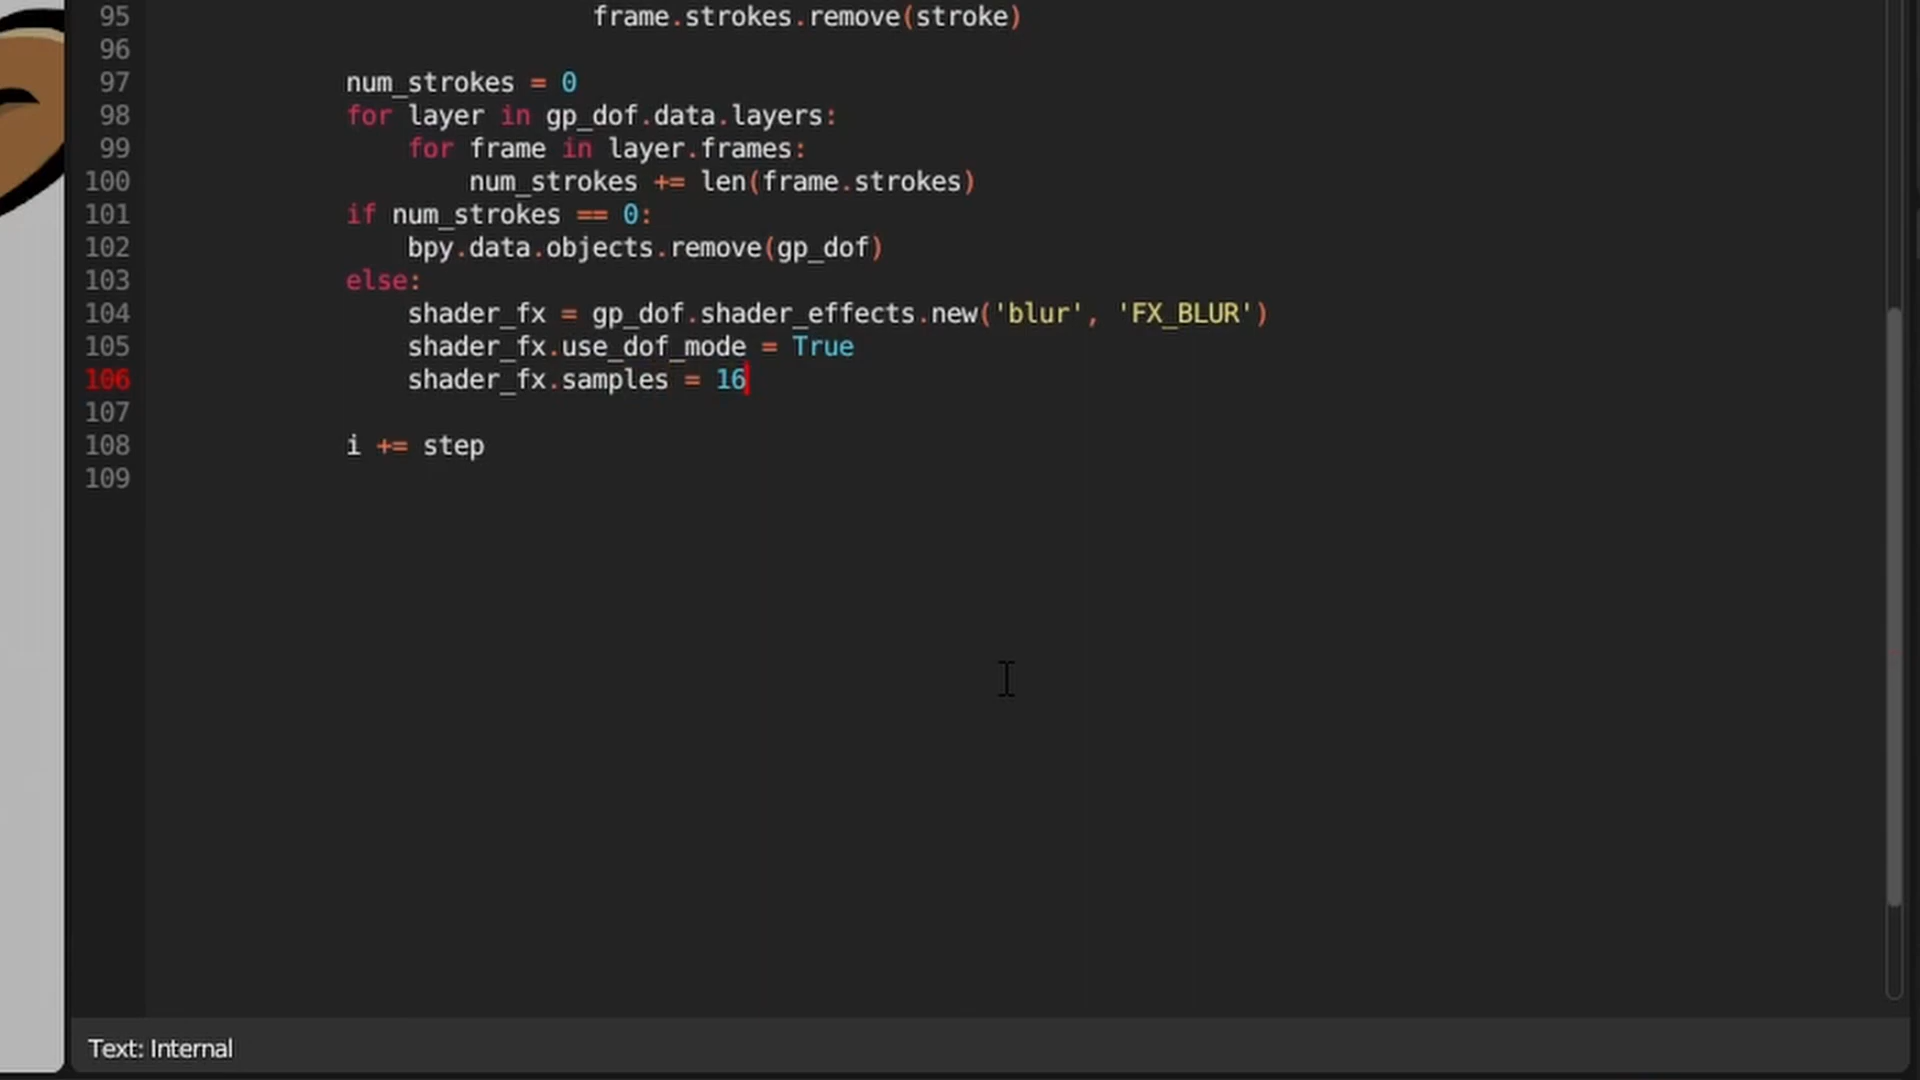 95 frame.strokes.remove(stroke)
96
97 num_strokes = 0
98 for layer in gp_dof.data.layers:
99 for frame in layer.frames:
100 num_strokes += len(frame.strokes)
101 if num_strokes == 0:
102 bpy.data.objects.remove(gp_dof)
103 else:
104 shader_fx = gp_dof.shader_effects.new('blur', 'FX_BLUR')
105 shader_fx.use_dof_mode = True
106 shader_fx.samples = 16
107
108 i += step
109
Text: Internal